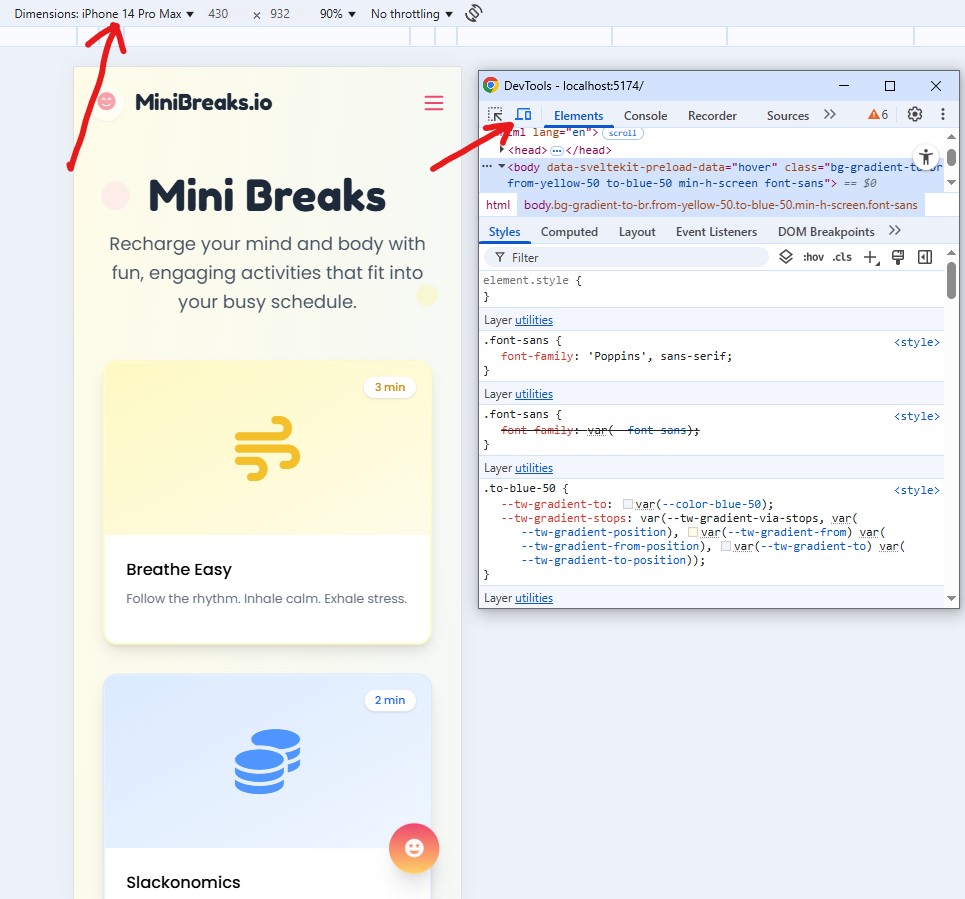 Dimensions: iPhone 14 Pro Max ▼ 430 × 932 90% ▼ No throttling ▼
MiniBreaks.io
Mini Breaks
Recharge your mind and body with
fun, engaging activities that fit into
your busy schedule.
3 min
Breathe Easy
Follow the rhythm. Inhale calm. Exhale stress.
2 min
Slackonomics
DevTools - localhost:5174/
Elements Console Recorder Sources 6
lang="en"> scroll
<head> ••• </head>
••• <body data-sveltekit-preload-data="hover" class="bg-gradient-to-br
from-yellow-50 to-blue-50 min-h-screen font-sans"> == $0
html body.bg-gradient-to-br.from-yellow-50.to-blue-50.min-h-screen.font-sans
Styles Computed Layout Event Listeners DOM Breakpoints
Filter :hov .cls
element.style {
}
Layer utilities
.font-sans { <style>
font-family: 'Poppins', sans-serif;
}
Layer utilities
.font-sans { <style>
font-family: var(--font-sans);
}
Layer utilities
.to-blue-50 { <style>
--tw-gradient-to: var(--color-blue-50);
--tw-gradient-stops: var(--tw-gradient-via-stops, var(
--tw-gradient-position), var(--tw-gradient-from) var(
--tw-gradient-from-position), var(--tw-gradient-to) var(
--tw-gradient-to-position));
}
Layer utilities